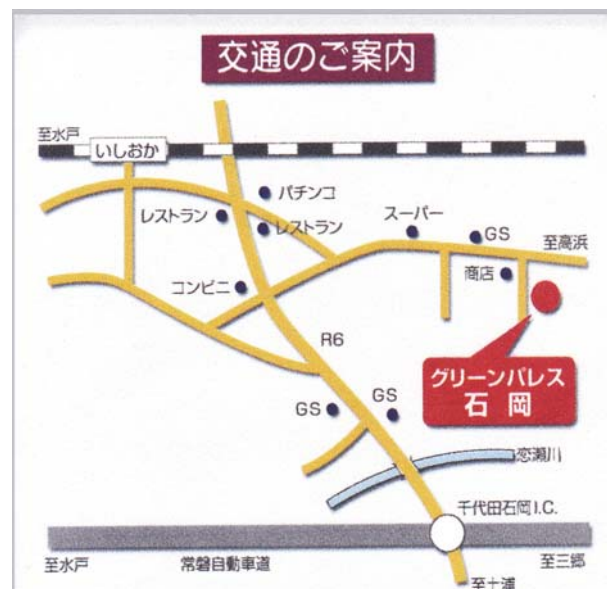 交通のご案内
至水戸
いしおか
パチンコ
レストラン
レストラン
スーパー
GS
至高浜
コンビニ
商店
R6
グリーンパレス
石岡
GS
GS
恋瀬川
千代田石岡I.C.
至水戸
常磐自動車道
至三郷
至土浦